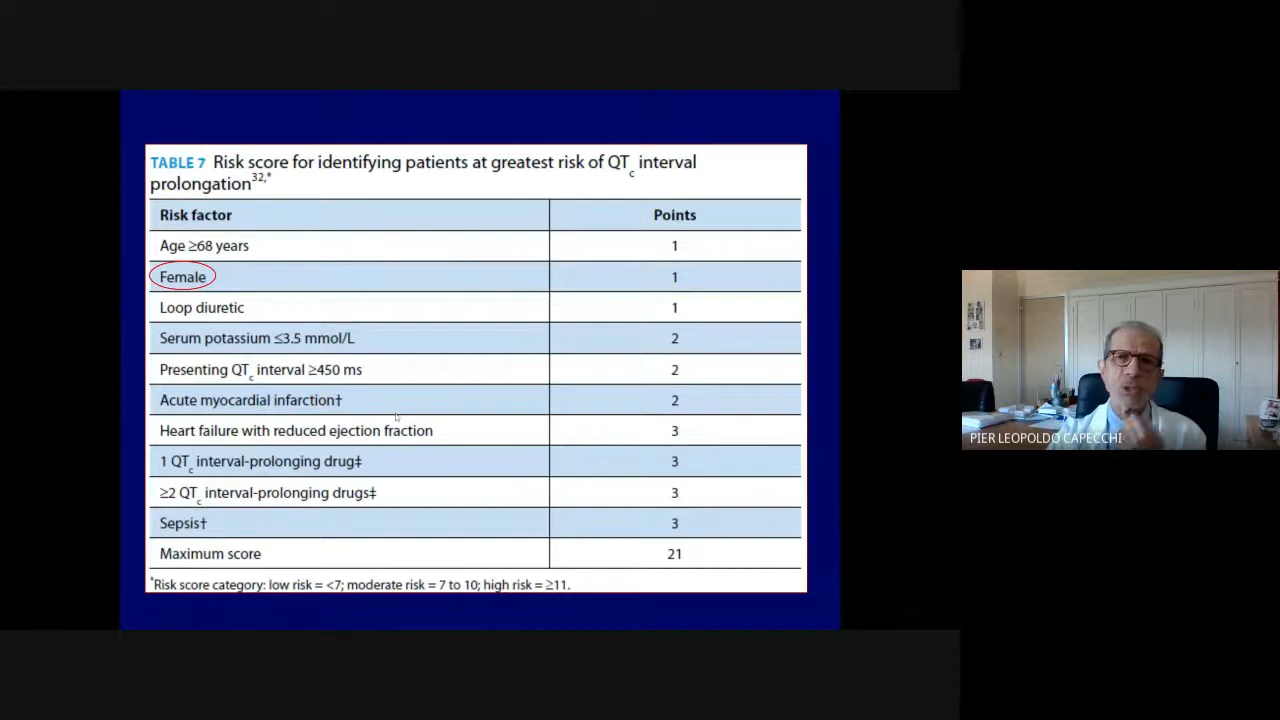 TABLE 7 Risk score for identifying patients at greatest risk of QTc interval
prolongation32,*
Risk factor Points
Age ≥68 years 1
Female 1
Loop diuretic 1
Serum potassium ≤3.5 mmol/L 2
Presenting QTc interval ≥450 ms 2
Acute myocardial infarction† 2
Heart failure with reduced ejection fraction 3
1 QTc interval-prolonging drug‡ 3
≥2 QTc interval-prolonging drugs‡ 3
Sepsis† 3
Maximum score 21
*Risk score category: low risk = <7; moderate risk = 7 to 10; high risk = ≥11.
PIER LEOPOLDO CAPECCHI